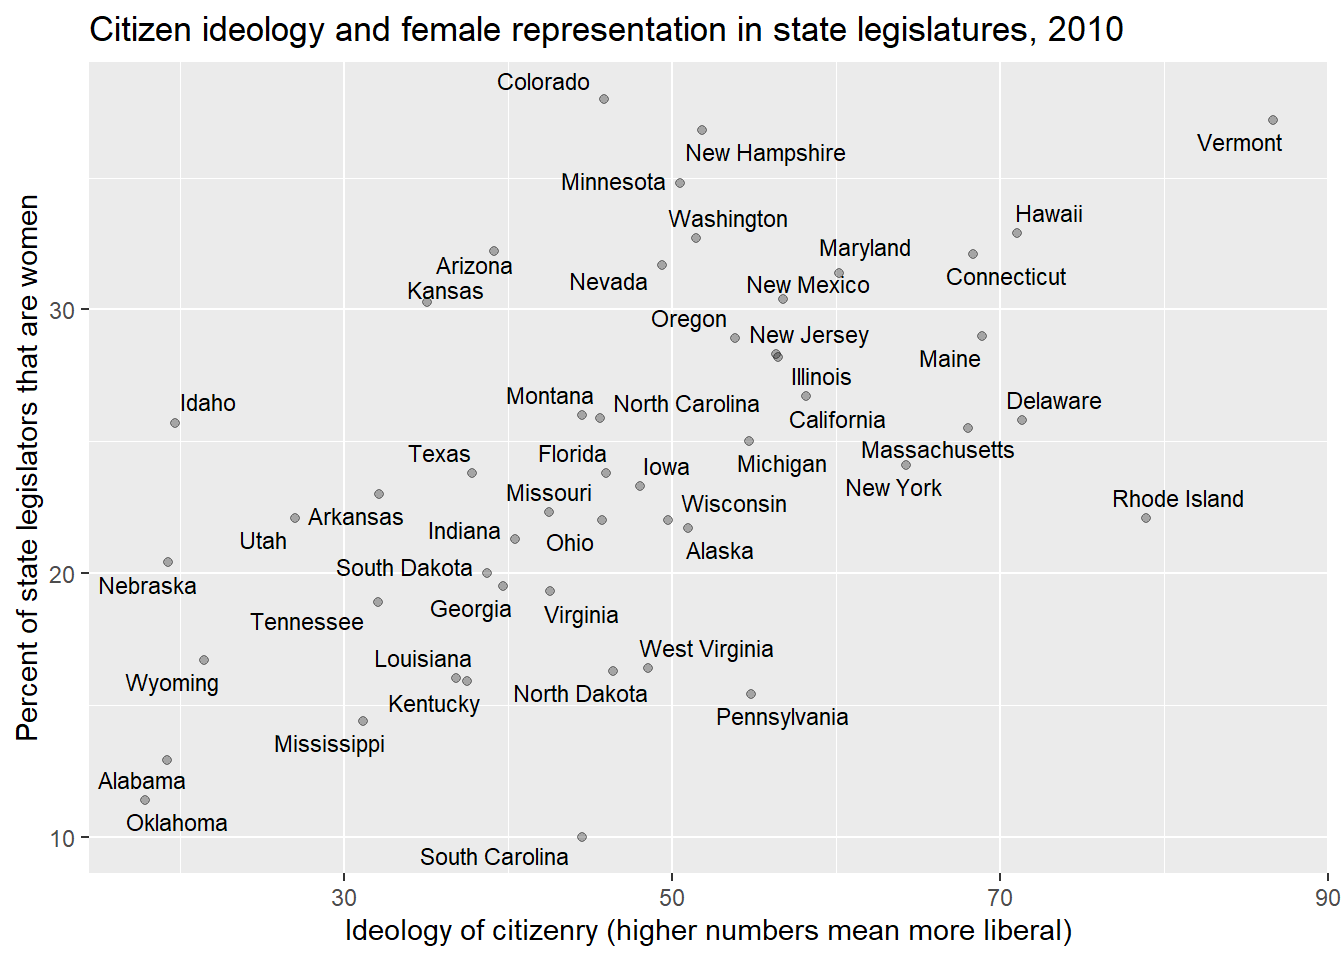 Citizen ideology and female representation in state legislatures, 2010
Percent of state legislators that are women
Colorado
Vermont
New Hampshire
Minnesota
Washington
Hawaii
Maryland
Arizona
Connecticut
Nevada
New Mexico
Kansas
30
Oregon
New Jersey
Maine
Illinois
Montana
Idaho
North Carolina
Delaware
California
Texas
Florida
Massachusetts
Iowa
Michigan
New York
Missouri
Rhode Island
Wisconsin
Arkansas
Indiana
Utah
Ohio
Alaska
South Dakota
20
Nebraska
Georgia
Virginia
Tennessee
West Virginia
Louisiana
Wyoming
North Dakota
Kentucky
Pennsylvania
Mississippi
Alabama
Oklahoma
10
South Carolina
30
50
70
90
Ideology of citizenry (higher numbers mean more liberal)